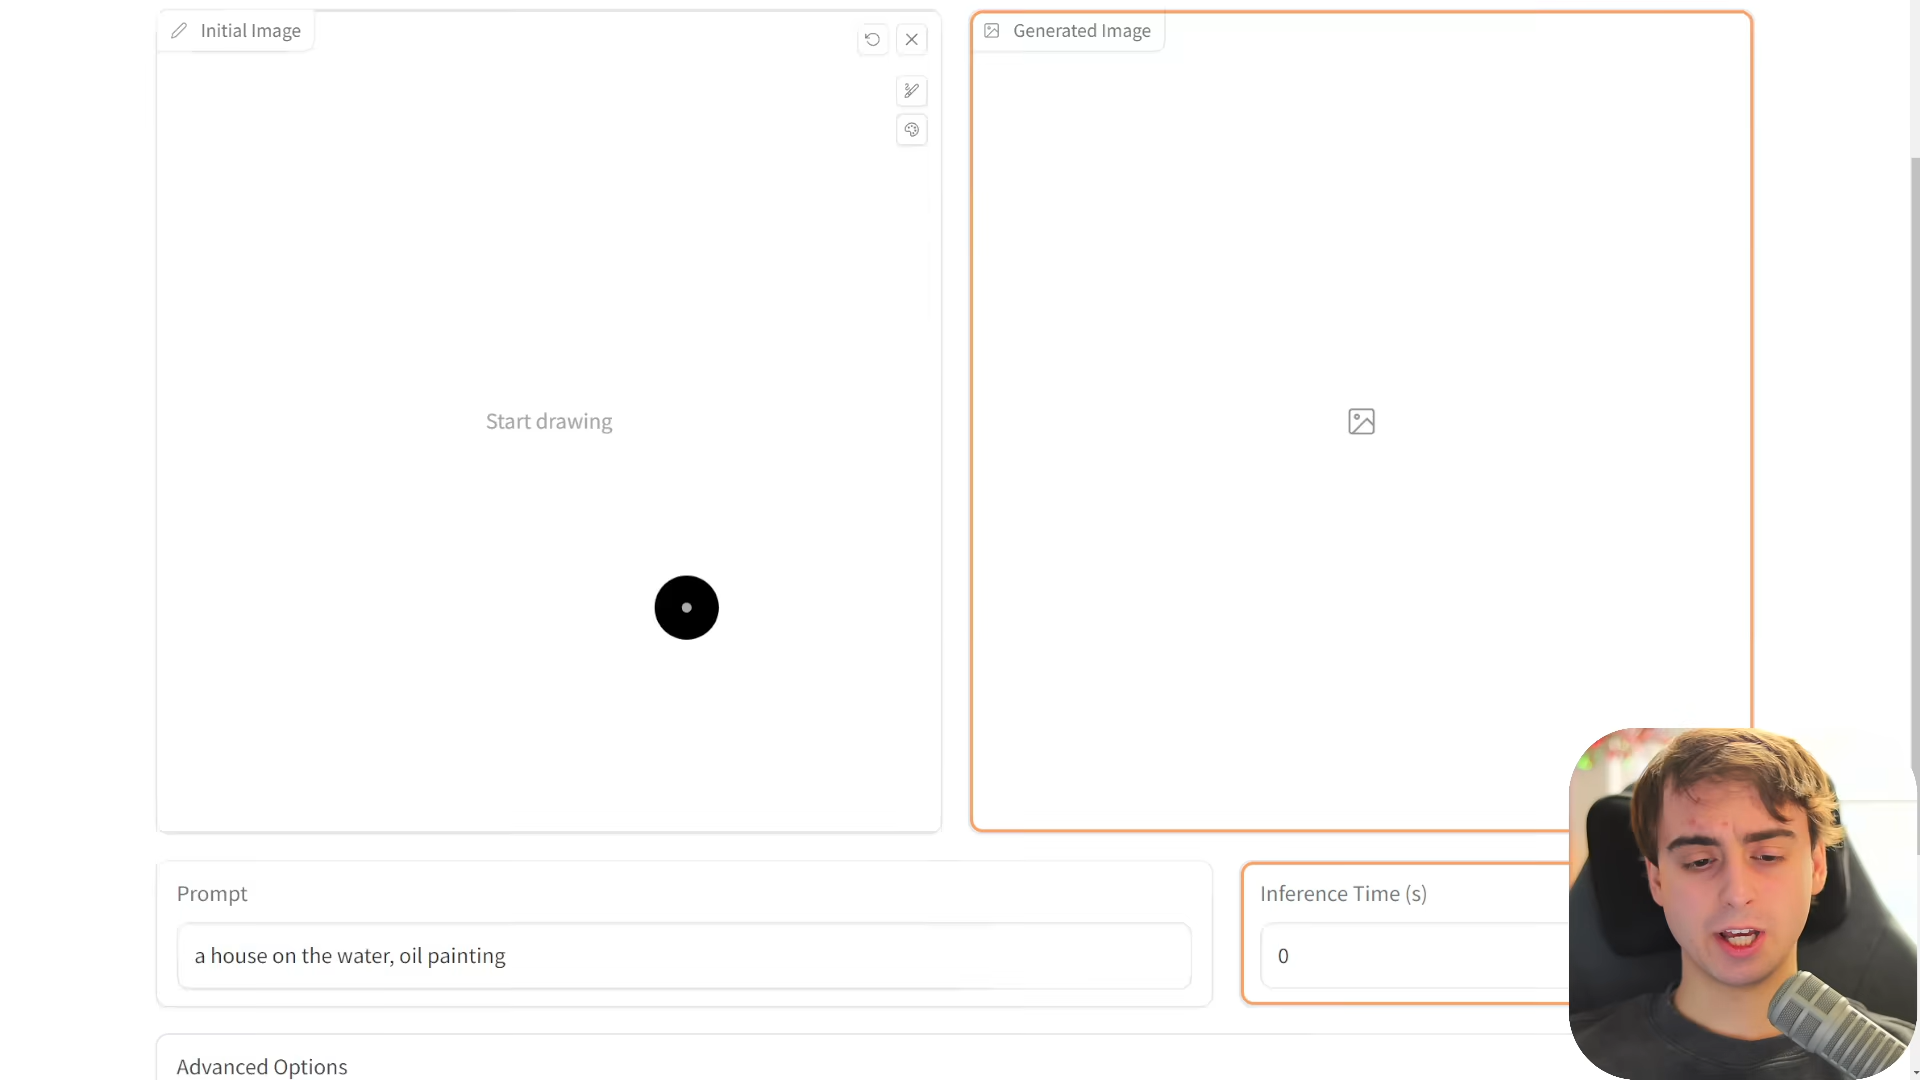 Initial Image
Generated Image
Start drawing
Prompt
a house on the water, oil painting
Inference Time (s)
0
Advanced Options